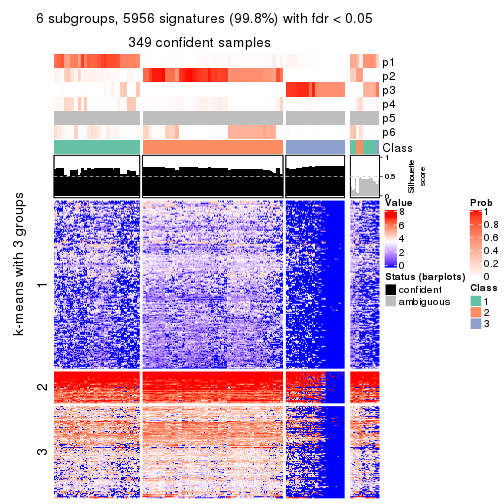 6 subgroups, 5956 signatures (99.8%) with fdr < 0.05
349 confident samples
p1
p2
p3
p4
p5
p6
Class
1
0.5
0
Silhouette
score
k-means with 3 groups
1
2
3
Value
8
6
4
2
0
Status (barplots)
confident
ambiguous
Prob
1
0.8
0.6
0.4
0.2
0
Class
1
2
3